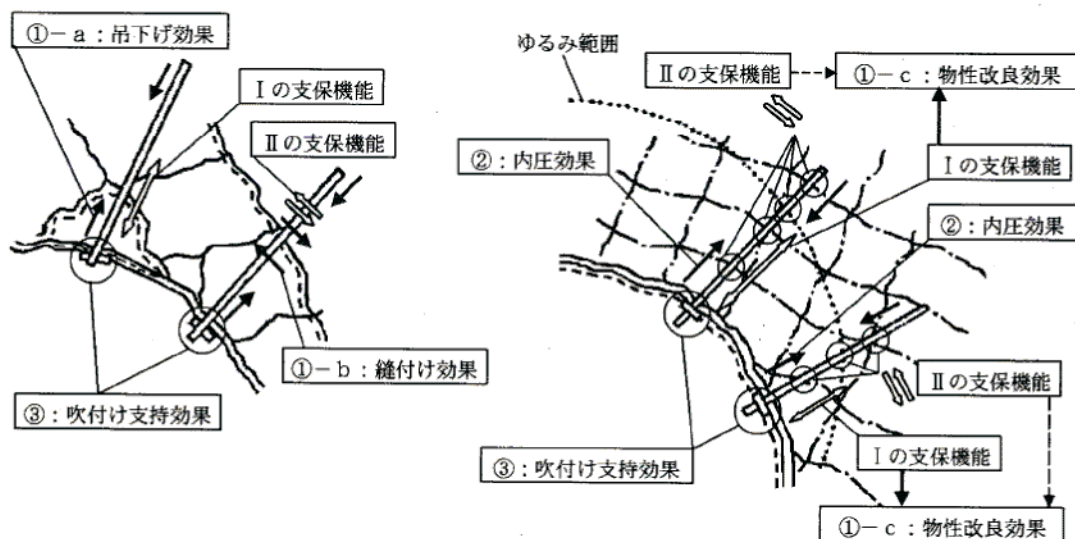 ①-a：吊下げ効果
Ⅰの支保機能
Ⅱの支保機能
①-b：縫付け効果
③：吹付け支持効果
ゆるみ範囲
Ⅱの支保機能
①-c：物性改良効果
②：内圧効果
Ⅰの支保機能
②：内圧効果
Ⅱの支保機能
③：吹付け支持効果
Ⅰの支保機能
①-c：物性改良効果